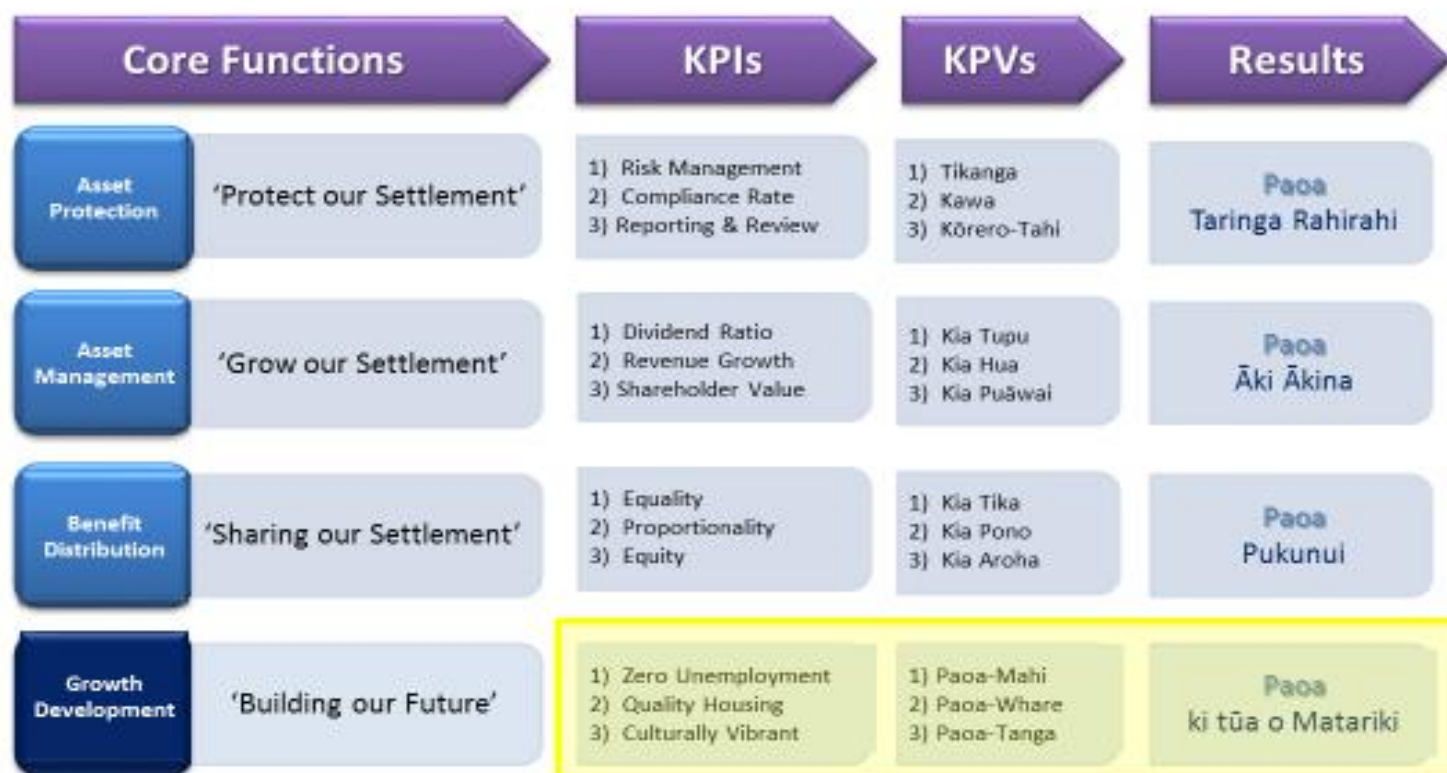 Core Functions
KPIs
KPVs
Results
Asset
Protection
'Protect our Settlement'
1) Risk Management
2) Compliance Rate
3) Reporting & Review
1) Tikanga
2) Kawa
3) Kōrero-Tahi
Paoa
Taringa Rahirahi
Asset
Management
'Grow our Settlement'
1) Dividend Ratio
2) Revenue Growth
3) Shareholder Value
1) Kia Tupu
2) Kia Hua
3) Kia Puāwai
Paoa
Āki Ākina
Benefit
Distribution
'Sharing our Settlement'
1) Equality
2) Proportionality
3) Equity
1) Kia Tika
2) Kia Pono
3) Kia Aroha
Paoa
Pukunui
Growth
Development
'Building our Future'
1) Zero Unemployment
2) Quality Housing
3) Culturally Vibrant
1) Paoa-Mahi
2) Paoa-Whare
3) Paoa-Tanga
Paoa
ki tūa o Matariki